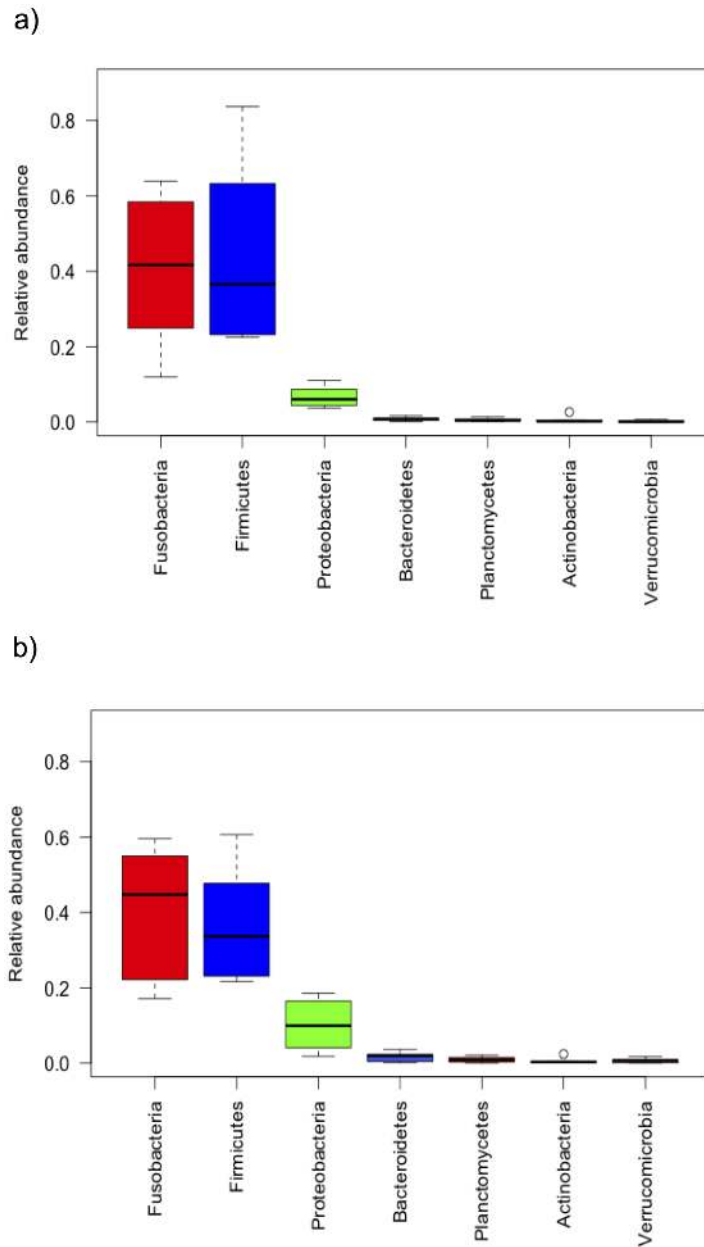 a)
Relative abundance
0.8
0.6
0.4
0.2
0.0
Fusobacteria
Firmicutes
Proteobacteria
Bacteroidetes
Planctomycetes
Actinobacteria
Verrucomicrobia
b)
Relative abundance
0.8
0.6
0.4
0.2
0.0
Fusobacteria
Firmicutes
Proteobacteria
Bacteroidetes
Planctomycetes
Actinobacteria
Verrucomicrobia